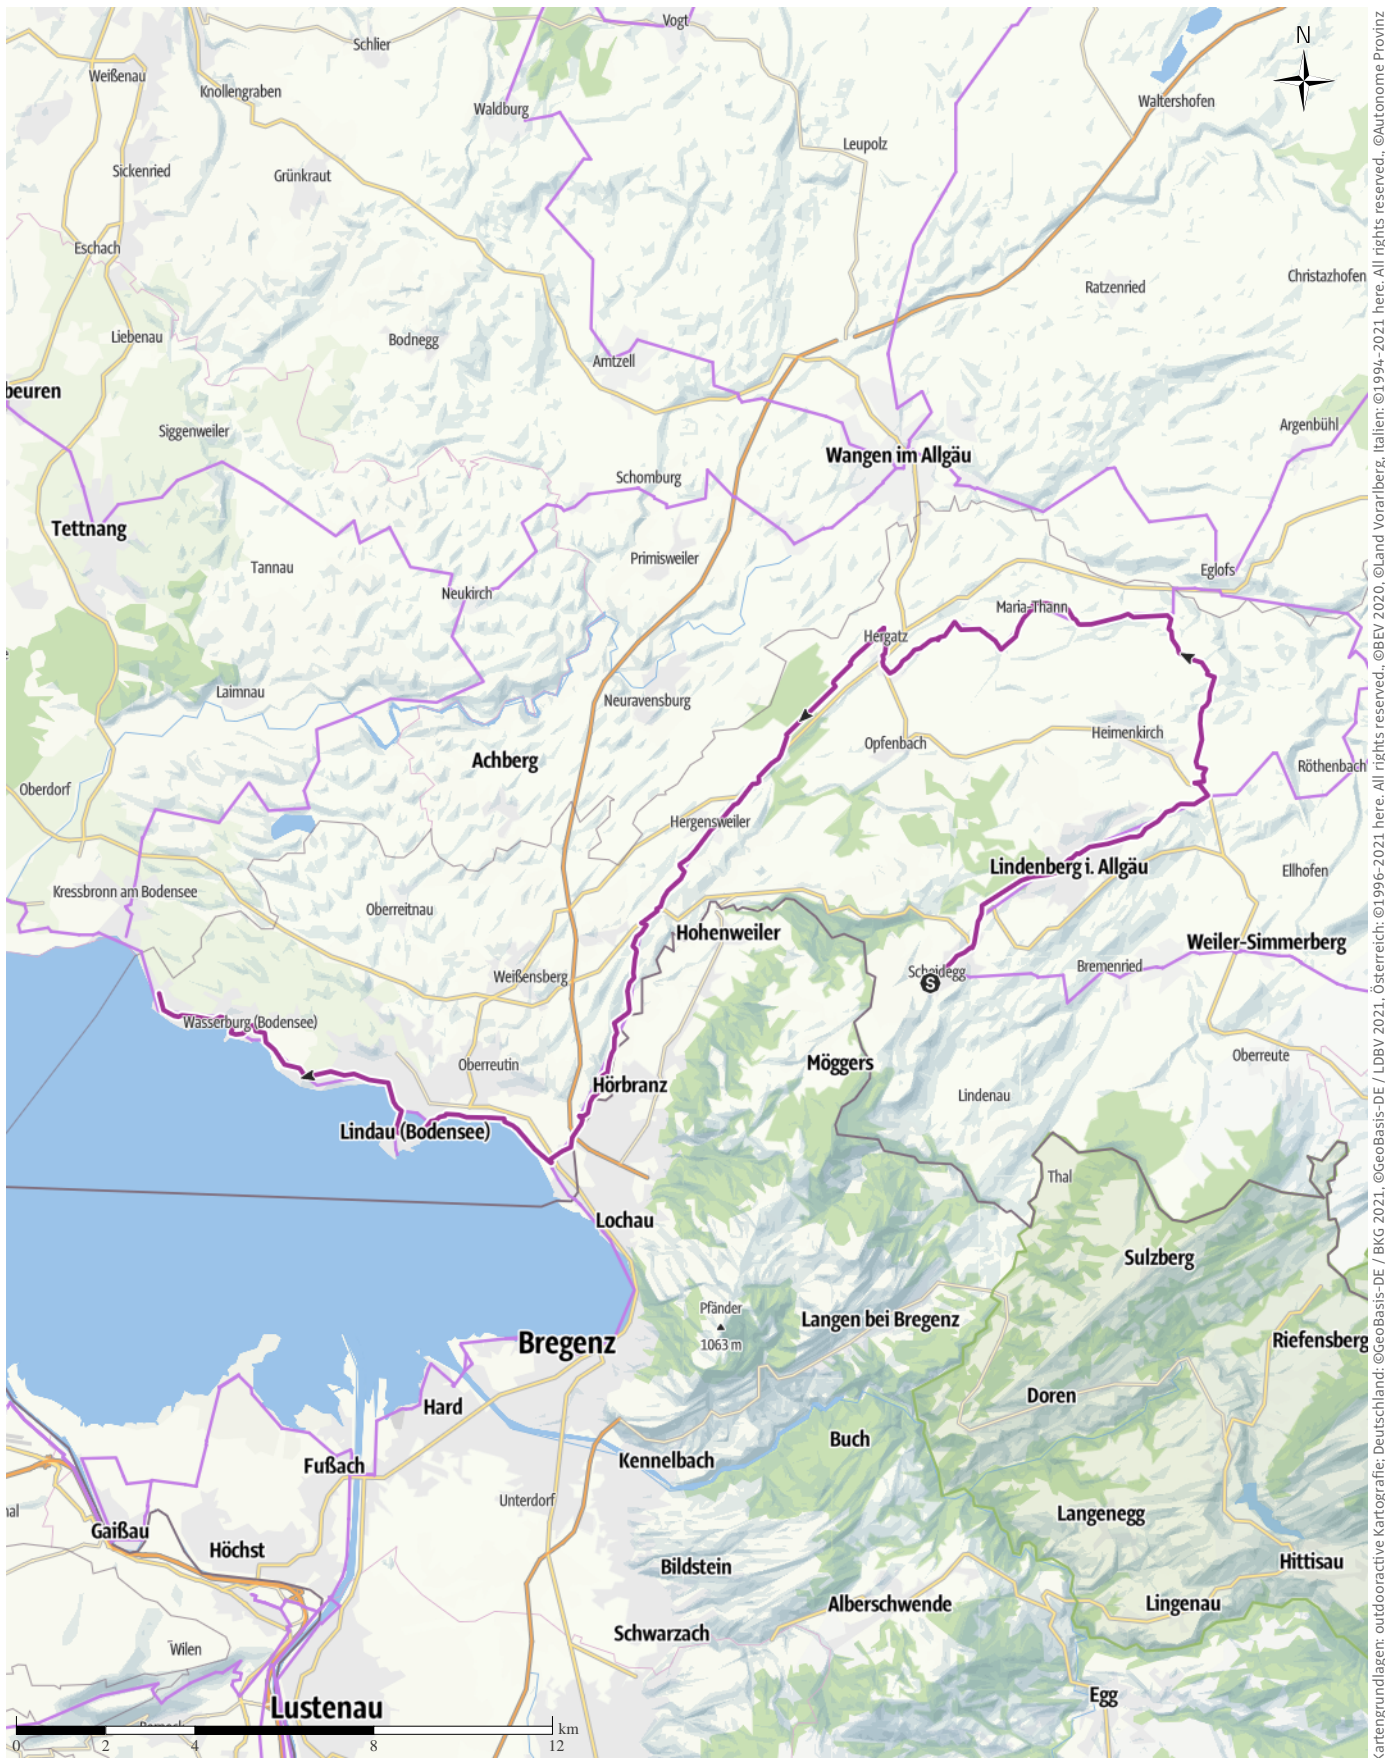 Vogt
Schlier
N
Weißenau
Knollengraben
Waldburg
Waltershofen
Leupolz
Sickenried
Grünkraut
Eschach
Christazhofen
Ratzenried
Liebenau
Bodnegg
Amtzell
beuren
Siggenweiler
Argenbühl
Wangen im Allgäu
Schomburg
Tettnang
Primisweiler
Tannau
Eglofs
Neukirch
Maria-Thann
Hergatz
Laimnau
Neuravensburg
Opfenbach
Heimenkirch
Achberg
Röthenbach
Oberdorf
Hergensweiler
Lindenberg i. Allgäu
Ellhofen
Kressbronn am Bodensee
Oberreitnau
Hohenweiler
Weiler-Simmerberg
Bremenried
Scheidegg
S
Weißensberg
Wasserburg (Bodensee)
Oberreutin
Möggers
Oberreute
Hörbranz
Lindenau
Lindau (Bodensee)
Thal
Lochau
Sulzberg
Pfänder
1063 m
Langen bei Bregenz
Bregenz
Riefensberg
Hard
Doren
Buch
Kennelbach
Fußach
Unterdorf
Langenegg
Gaißau
Höchst
Bildstein
Hittisau
Alberschwende
Lingenau
Schwarzach
Wilen
Egg
Lustenau
km
0 2 4 8 12
artengrundlagen: outdooractive Kartografie; Deutschland: ©GeoBasis-DE / BKG 2021, ©GeoBasis-DE / LDBV 2021, Österreich: ©1996-2021 here. All rights reserved., ©BEV 2020, ©Land Vorarlberg, Italien: ©1994-2021 here. All rights reserved., ©Autonome Provinz